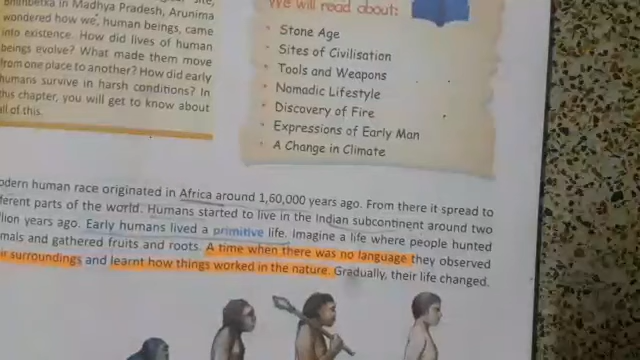 Bhimbetka in Madhya Pradesh, Arunima
wondered how we, human beings, came
into existence. How did lives of human
beings evolve? What made them move
from one place to another? How did early
humans survive in harsh conditions? In
this chapter, you will get to know about
all of this.
We will read about:
• Stone Age
• Sites of Civilisation
• Tools and Weapons
• Nomadic Lifestyle
• Discovery of Fire
• Expressions of Early Man
• A Change in Climate
odern human race originated in Africa around 1,60,000 years ago. From there it spread to
ferent parts of the world. Humans started to live in the Indian subcontinent around two
llion years ago. Early humans lived a primitive life. Imagine a life where people hunted
mals and gathered fruits and roots. A time when there was no language they observed
ir surroundings and learnt how things worked in the nature. Gradually, their life changed.